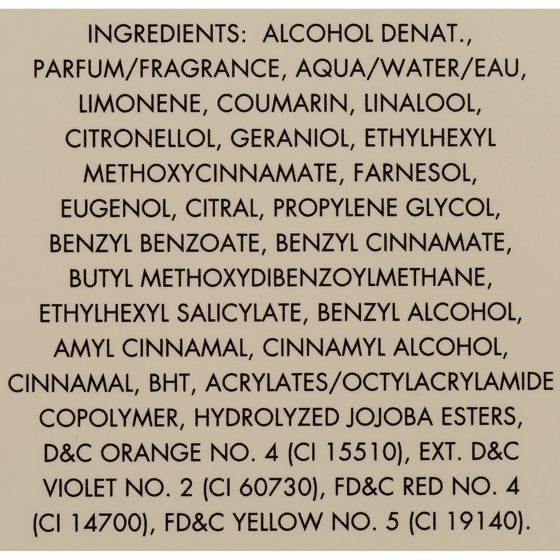 INGREDIENTS: ALCOHOL DENAT.,
PARFUM/FRAGRANCE, AQUA/WATER/EAU,
LIMONENE, COUMARIN, LINALOOL,
CITRONELLOL, GERANIOL, ETHYLHEXYL
METHOXYCINNAMATE, FARNESOL,
EUGENOL, CITRAL, PROPYLENE GLYCOL,
BENZYL BENZOATE, BENZYL CINNAMATE,
BUTYL METHOXYDIBENZOYLMETHANE,
ETHYLHEXYL SALICYLATE, BENZYL ALCOHOL,
AMYL CINNAMAL, CINNAMYL ALCOHOL,
CINNAMAL, BHT, ACRYLATES/OCTYLACRYLAMIDE
COPOLYMER, HYDROLYZED JOJOBA ESTERS,
D&C ORANGE NO. 4 (CI 15510), EXT. D&C
VIOLET NO. 2 (CI 60730), FD&C RED NO. 4
(CI 14700), FD&C YELLOW NO. 5 (CI 19140).